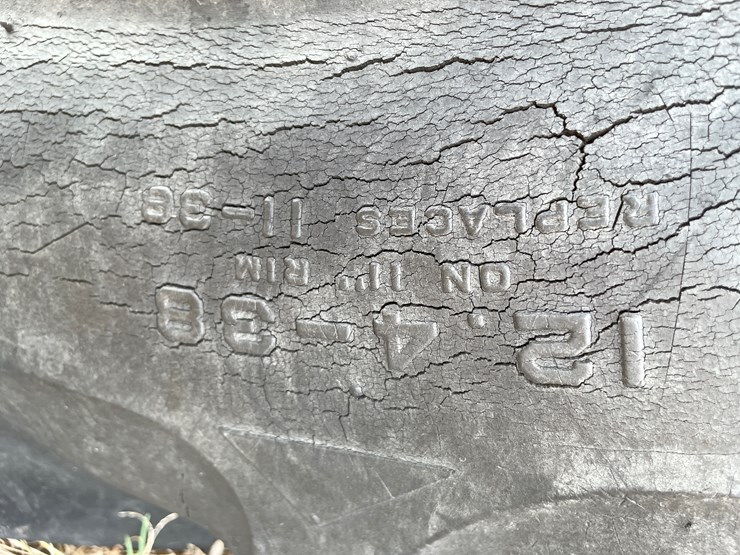 12.4-38
ON 11" RIM
REPLACES 11-38